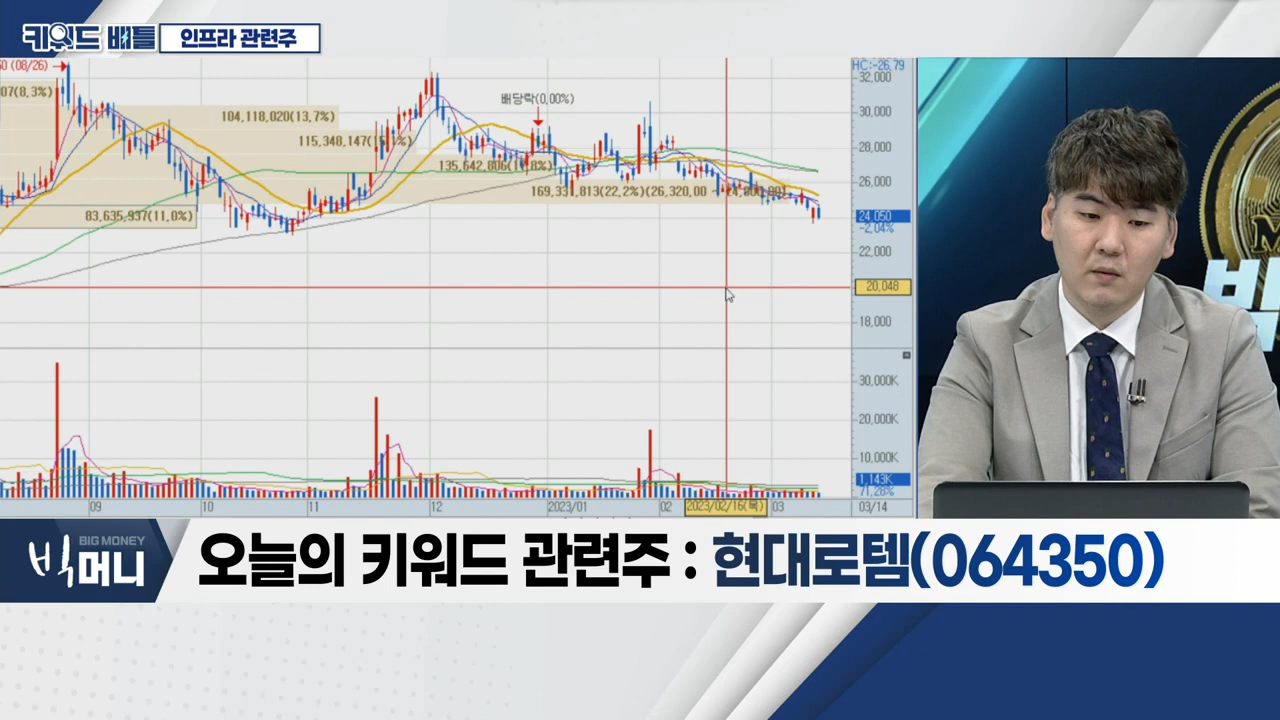 키워드 배틀
인프라 관련주
(08/26)
HC:-26,79
07(8,3%)
32,000
104,118,020(13,7%)
배당락(0,00%)
30,000
28,000
135,642,806
169,331,813(22,2%)(26,320,00
26,000
83,635,937(11,0%)
24,050
-2,04%
22,000
20,048
18,000
30,000K
20,000K
10,000K
1,143K
71,28%
09
10
11
12
2023/01
02
2023/02/16(목)
03
03/14
BIG MONEY
빅머니
오늘의 키워드 관련주 : 현대로템(064350)